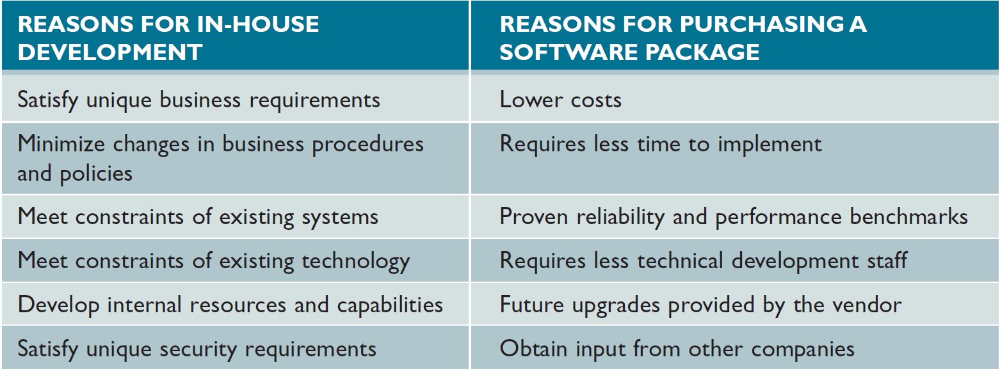 REASONS FOR IN-HOUSE
DEVELOPMENT
REASONS FOR PURCHASING A
SOFTWARE PACKAGE
Satisfy unique business requirements
Lower costs
Minimize changes in business procedures
and policies
Requires less time to implement
Meet constraints of existing systems
Proven reliability and performance benchmarks
Meet constraints of existing technology
Requires less technical development staff
Develop internal resources and capabilities
Future upgrades provided by the vendor
Satisfy unique security requirements
Obtain input from other companies